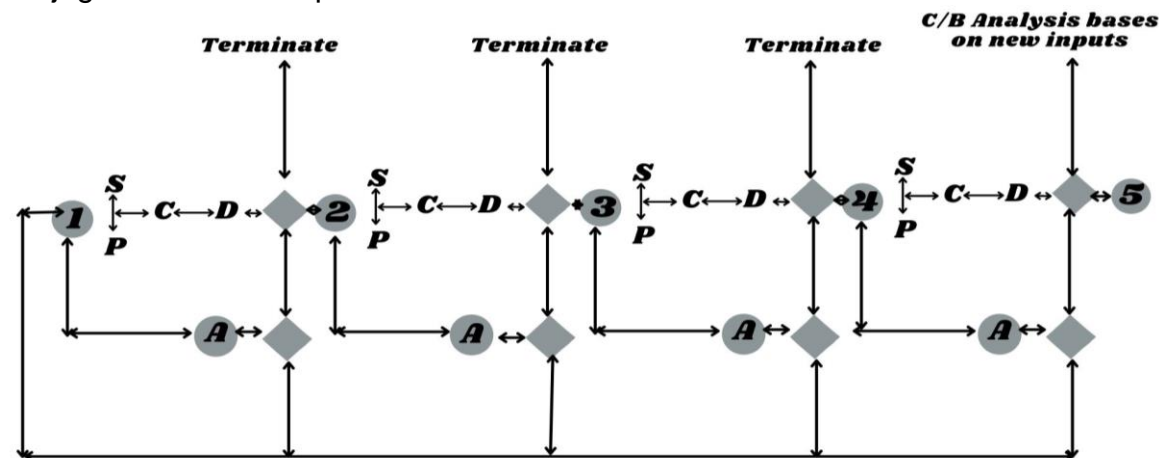 C/B Analysis bases
on new inputs
Terminate
Terminate
Terminate
S
S
S
S
1
C
D
2
C
D
3
C
D
4
C
D
5
P
P
P
P
A
A
A
A